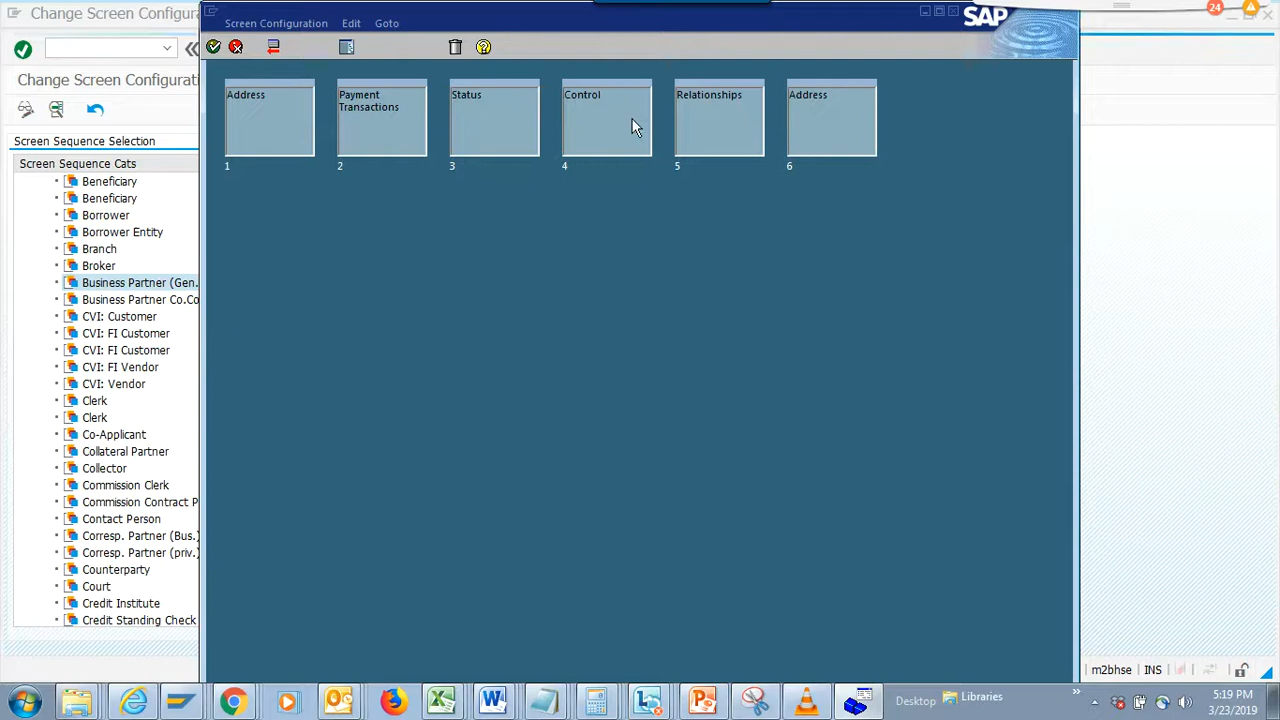 Change Screen Configura
Screen Configuration Edit Goto
SAP
24
Change Screen Configurati
Address
Payment
Transactions
Status
Control
Relationships
Address
1
2
3
4
5
6
Screen Sequence Selection
Screen Sequence Cats
Beneficiary
Beneficiary
Borrower
Borrower Entity
Branch
Broker
Business Partner (Gen.
Business Partner Co.Co
CVI: Customer
CVI: FI Customer
CVI: FI Customer
CVI: FI Vendor
CVI: Vendor
Clerk
Clerk
Co-Applicant
Collateral Partner
Collector
Commission Clerk
Commission Contract P
Contact Person
Corresp. Partner (Bus.)
Corresp. Partner (priv.)
Counterparty
Court
Credit Institute
Credit Standing Check
m2bhse INS
Desktop Libraries
5:19 PM
3/23/2019